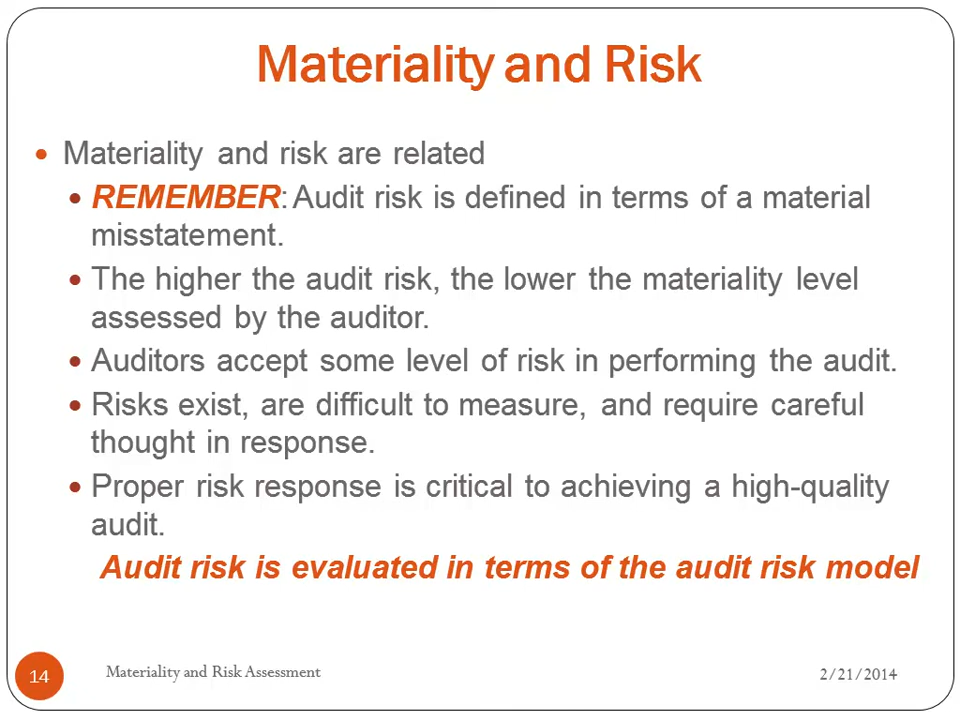 Materiality and Risk
• Materiality and risk are related
• REMEMBER: Audit risk is defined in terms of a material
misstatement.
• The higher the audit risk, the lower the materiality level
assessed by the auditor.
• Auditors accept some level of risk in performing the audit.
• Risks exist, are difficult to measure, and require careful
thought in response.
• Proper risk response is critical to achieving a high-quality
audit.
Audit risk is evaluated in terms of the audit risk model
14
Materiality and Risk Assessment
2/21/2014